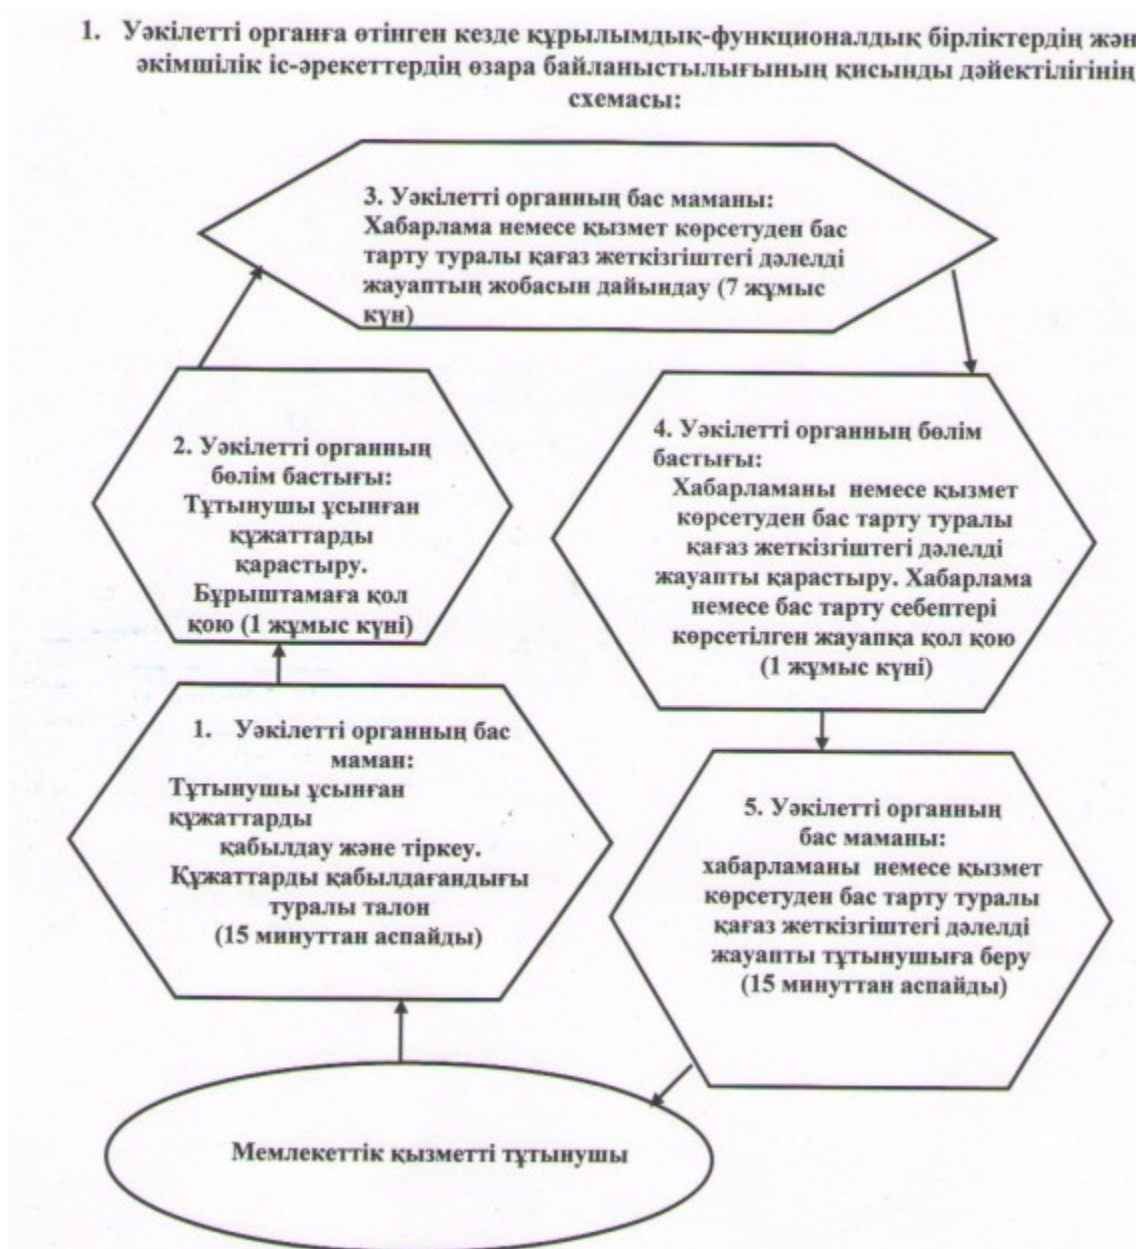 1. Уәкілетті органға өтінген кезде құрылымдық-функционалдық бірліктердің жән
әкімшілік іс-әрекеттердің өзара байланыстылығының қисынды дәйектілігінің
схемасы:
3. Уәкілетті органның бас маманы:
Хабарлама немесе қызмет көрсетуден бас
тарту туралы қағаз жеткізгіштегі дәлелді
жауаптың жобасын дайындау (7 жұмыс
күн)
2. Уәкілетті органның
бөлім бастығы:
Тұтынушы ұсынған
құжаттарды
қарастыру.
Бұрыштамаға қол
қою (1 жұмыс күні)
4. Уәкілетті органның бөлім
бастығы:
Хабарламаны немесе қызмет
көрсетуден бас тарту туралы
қағаз жеткізгіштегі дәлелді
жауапты қарастыру. Хабарлама
немесе бас тарту себептері
көрсетілген жауапқа қол қою
(1 жұмыс күні)
1. Уәкілетті органның бас
маман:
Тұтынушы ұсынған
құжаттарды
қабылдау және тіркеу.
Құжаттарды қабылдағандығы
туралы талон
(15 минуттан аспайды)
5. Уәкілетті органның
бас маманы:
хабарламаны немесе қызмет
көрсетуден бас тарту туралы
қағаз жеткізгіштегі дәлелді
жауапты тұтынушыға беру
(15 минуттан аспайды)
Мемлекеттік қызметті тұтынушы